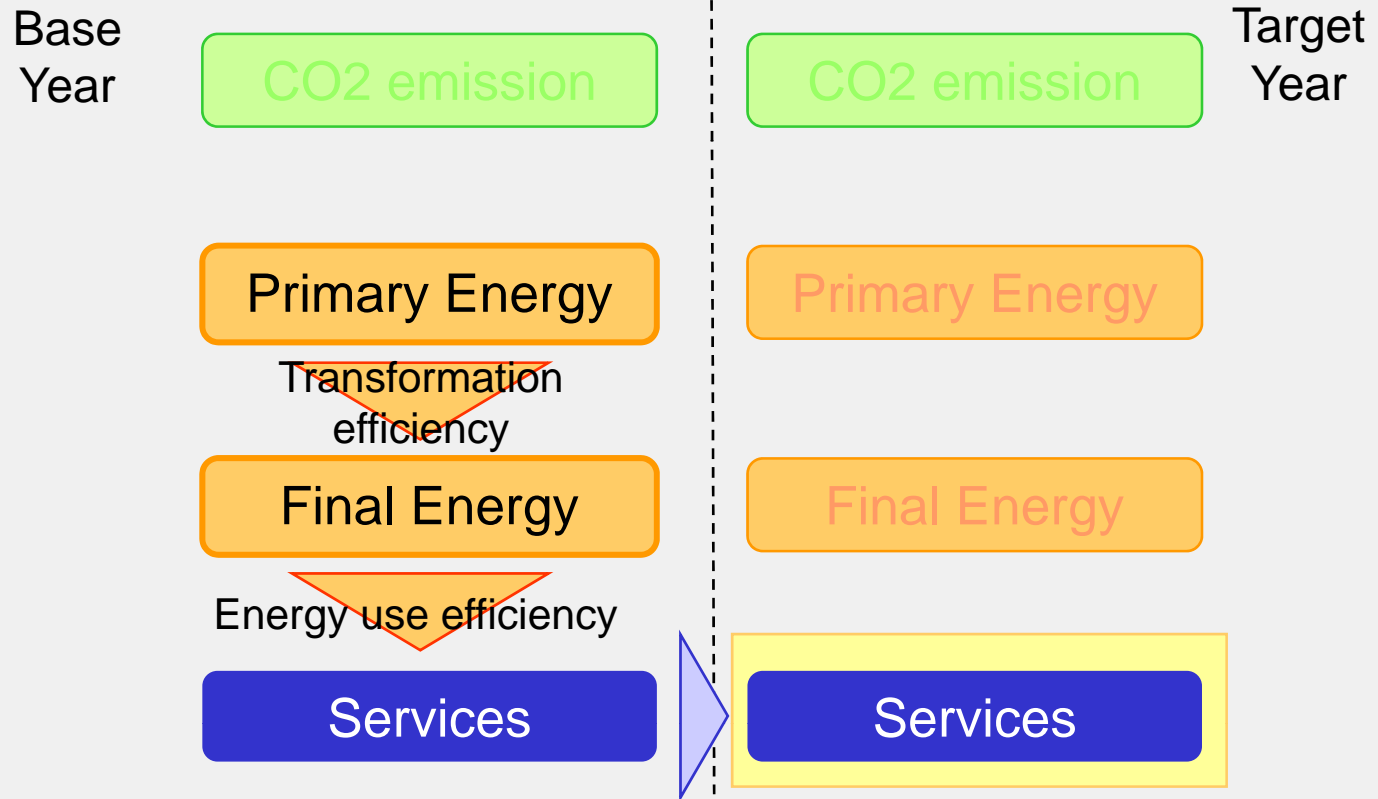 Base
Year
CO2 emission
CO2 emission
Target
Year
Primary Energy
Primary Energy
Transformation
efficiency
Final Energy
Final Energy
Energy use efficiency
Services
Services